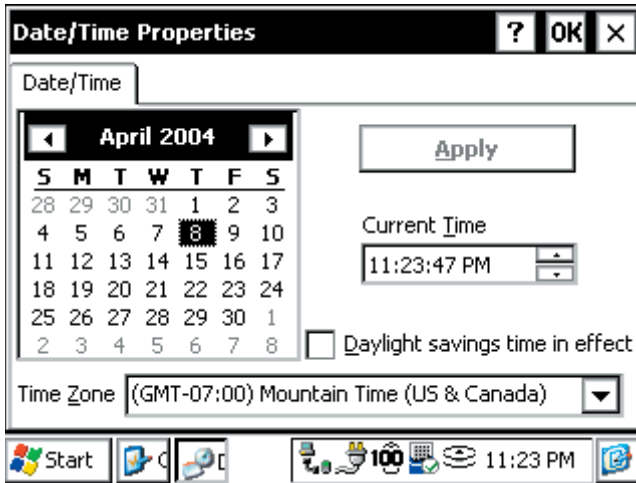 Date/Time Properties ? OK ×
Date/Time
April 2004
S M T W T F S
28 29 30 31 1 2 3
4 5 6 7 8 9 10
11 12 13 14 15 16 17
18 19 20 21 22 23 24
25 26 27 28 29 30 1
2 3 4 5 6 7 8
Apply
Current Time
11:23:47 PM
Daylight savings time in effect
Time Zone (GMT-07:00) Mountain Time (US & Canada)
Start 100 11:23 PM